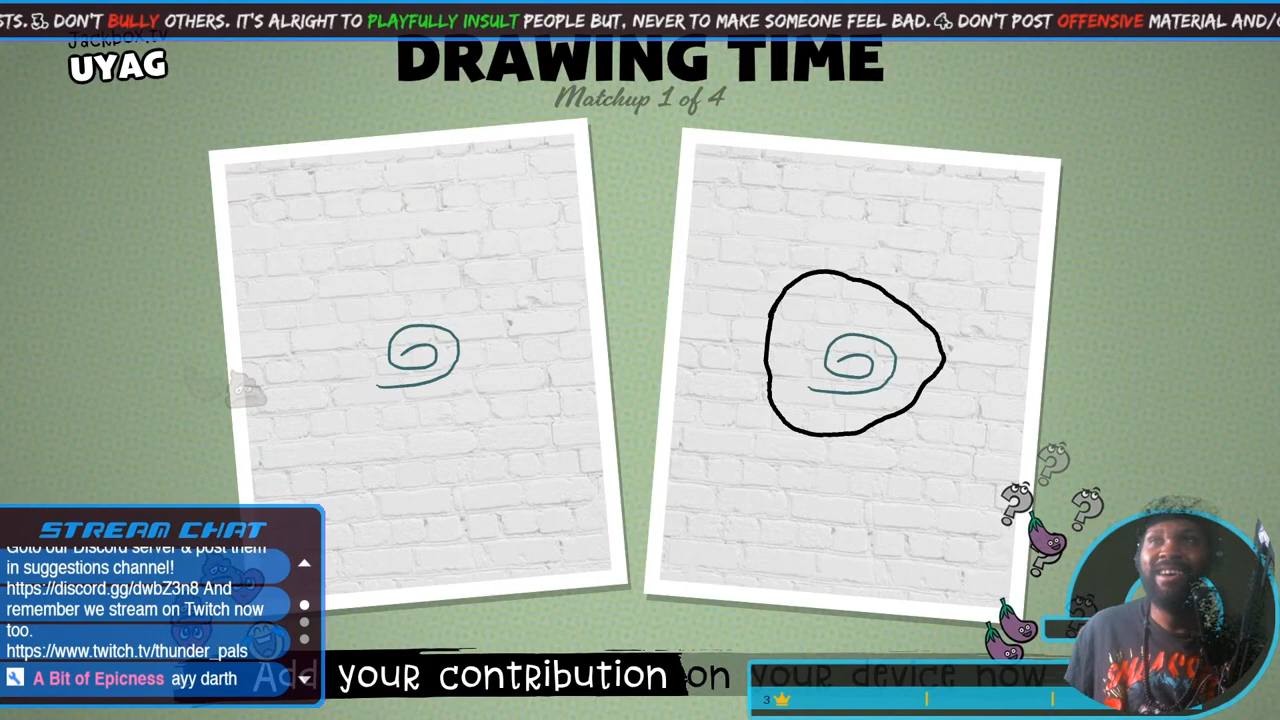 STS. 2. DON'T BULLY OTHERS. IT'S ALRIGHT TO PLAYFULLY INSULT PEOPLE BUT, NEVER TO MAKE SOMEONE FEEL BAD. 4. DON'T POST OFFENSIVE MATERIAL AND/
Jackbox.tv
UYAG
DRAWING TIME
Matchup 1 of 4
STREAM CHAT
Goto our Discord server & post them
in suggestions channel!
https://discord.gg/dwbZ3n8 And
remember we stream on Twitch now
too.
https://www.twitch.tv/thunder_pals
A Bit of Epicness ayy darth
Add your contribution on your device now
3